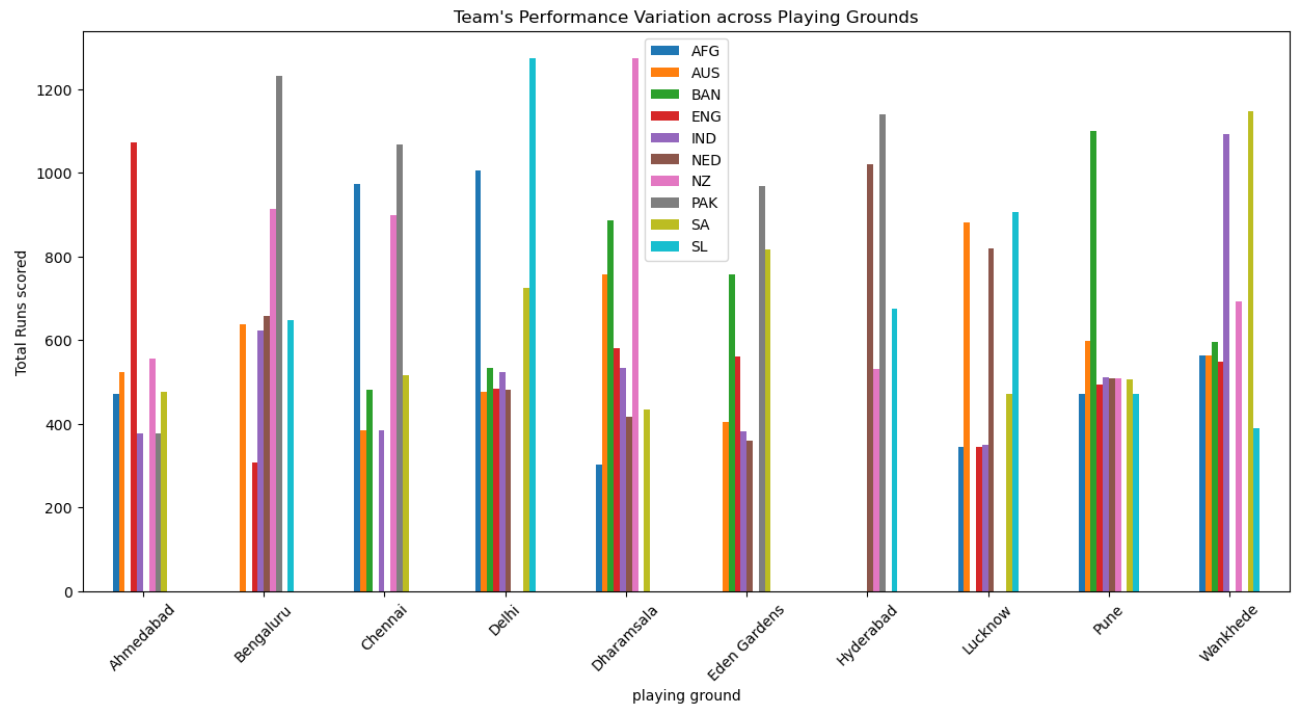 Team's Performance Variation across Playing Grounds
Total Runs scored
1200
1000
800
600
400
200
0
AFG
AUS
BAN
ENG
IND
NED
NZ
PAK
SA
SL
Ahmedabad
Bengaluru
Chennai
Delhi
Dharamsala
Eden Gardens
Hyderabad
Lucknow
Pune
Wankhede
playing ground